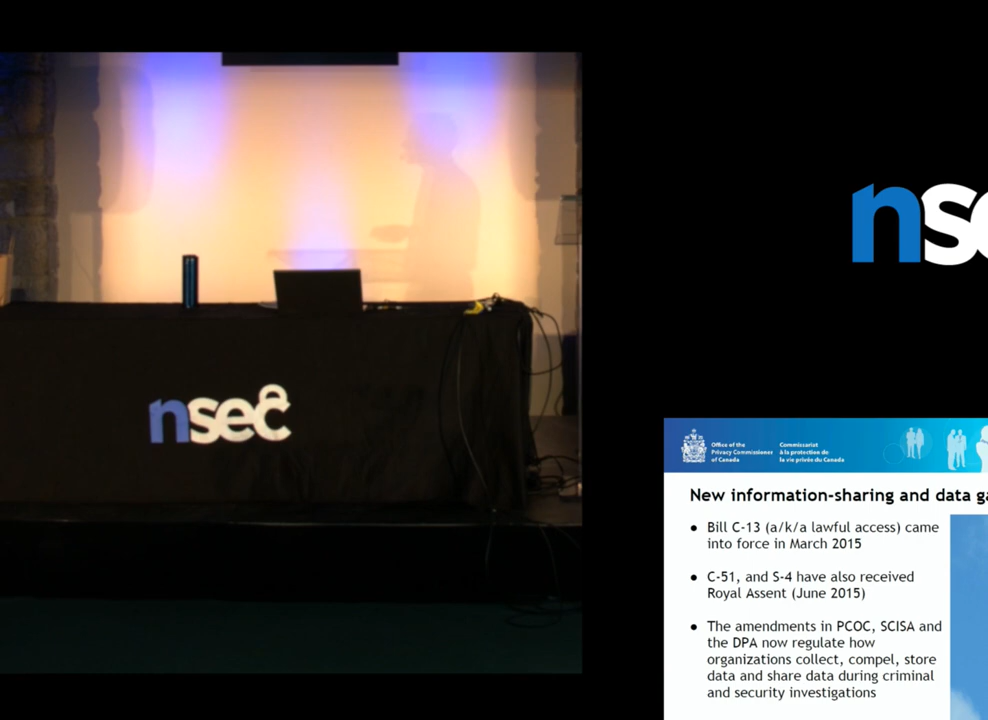 nsec
nse
Office of the
Privacy Commissioner
of Canada
Commissariat
à la protection de
la vie privée du Canada
New information-sharing and data ga
● Bill C-13 (a/k/a lawful access) came
into force in March 2015
● C-51, and S-4 have also received
Royal Assent (June 2015)
● The amendments in PCOC, SCISA and
the DPA now regulate how
organizations collect, compel, store
data and share data during criminal
and security investigations